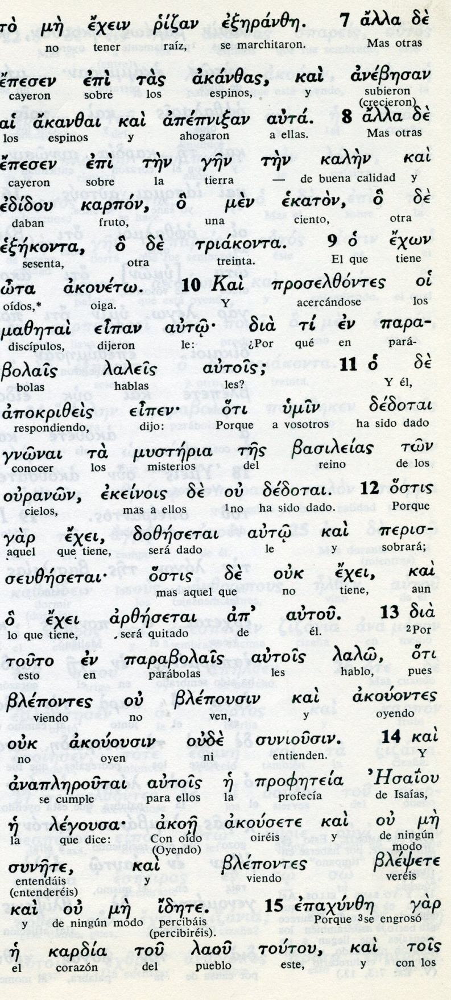 τὸ μὴ ἔχειν ῥίζαν ἐξηράνθη. 7 ἄλλα δὲ
no tener raíz, se marchitaron. Mas otras
ἔπεσεν ἐπὶ τὰς ἀκάνθας, καὶ ἀνέβησαν
cayeron sobre los espinos, y subieron
(crecieron)
αἱ ἄκανθαι καὶ ἀπέπνιξαν αὐτά. 8 ἄλλα δὲ
los espinos y ahogaron a ellas. Mas otras
ἔπεσεν ἐπὶ τὴν γῆν τὴν καλὴν καὶ
cayeron sobre la tierra — de buena calidad y
ἐδίδου καρπόν, ὃ μὲν ἑκατὸν, ὃ δὲ
daban fruto, una ciento, otra
ἑξήκοντα, ὃ δὲ τριάκοντα. 9 ὁ ἔχων
sesenta, otra treinta. El que tiene
ὦτα ἀκουέτω. 10 Καὶ προσελθόντες οἱ
oídos,* oiga. Y acercándose los
μαθηταὶ εἶπαν αὐτῷ· διὰ τί ἐν παρα-
discípulos, dijeron le: ¿Por qué en pará-
βολαῖς λαλεῖς αὐτοῖς; 11 ὁ δὲ
bolas hablas les? Y él,
ἀποκριθεὶς εἶπεν· ὅτι ὑμῖν δέδοται
respondiendo, dijo: Porque a vosotros ha sido dado
γνῶναι τὰ μυστήρια τῆς βασιλείας τῶν
conocer los misterios del reino de los
οὐρανῶν, ἐκείνοις δὲ οὐ δέδοται. 12 ὅστις
cielos, mas a ellos 1no ha sido dado. Porque
γὰρ ἔχει, δοθήσεται αὐτῷ καὶ περισ-
aquel que tiene, será dado le y sobrará;
σευθήσεται· ὅστις δὲ οὐκ ἔχει, καὶ
mas aquel que no tiene, aun
ὃ ἔχει ἀρθήσεται ἀπ' αὐτοῦ. 13 διὰ
lo que tiene, será quitado de él. 2Por
τοῦτο ἐν παραβολαῖς αὐτοῖς λαλῶ, ὅτι
esto en parábolas les hablo, pues
βλέποντες οὐ βλέπουσιν καὶ ἀκούοντες
viendo no ven, y oyendo
οὐκ ἀκούουσιν οὐδὲ συνιοῦσιν. 14 καὶ
no oyen ni entienden. Y
ἀναπληροῦται αὐτοῖς ἡ προφητεία Ἠσαΐου
se cumple para ellos la profecía de Isaías,
ἡ λέγουσα· ἀκοῇ ἀκούσετε καὶ οὐ μὴ
la que dice: Con oído oiréis y de ningún
(Oyendo) modo
συνῆτε, καὶ βλέποντες βλέψετε
entendáis y viendo veréis
(entenderéis)
καὶ οὐ μὴ ἴδητε. 15 ἐπαχύνθη γὰρ
y de ningún modo percibáis Porque 3se engrosó
(percibiréis).
ἡ καρδία τοῦ λαοῦ τούτου, καὶ τοῖς
el corazón del pueblo este, y con los